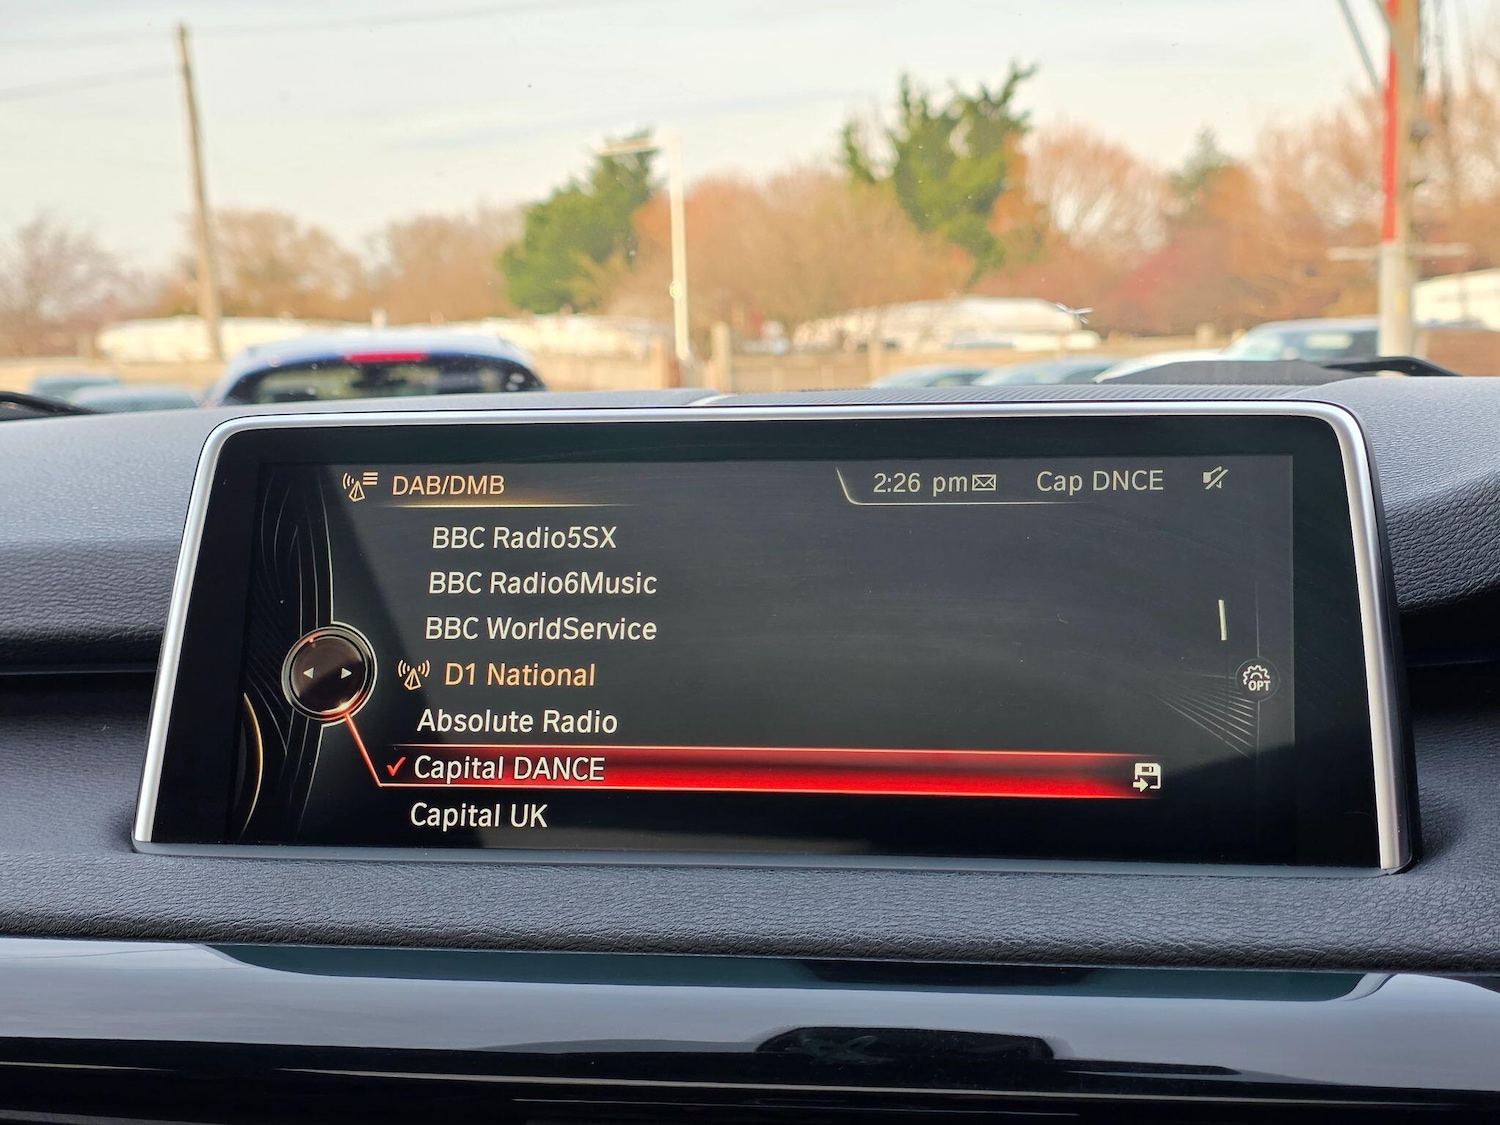 DAB/DMB
2:26 pm Cap DNCE
BBC Radio5SX
BBC Radio6Music
BBC WorldService
D1 National
Absolute Radio
Capital DANCE
Capital UK
OPT